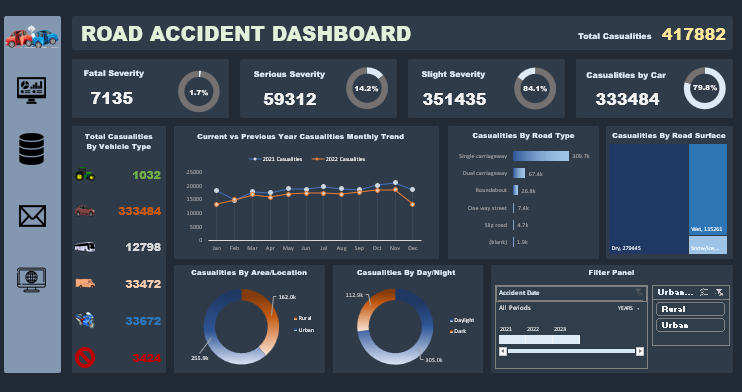 ROAD ACCIDENT DASHBOARD
Total Casualities 417882
Fatal Severity
7135
1.7%
Serious Severity
59312
14.2%
Slight Severity
351435
84.1%
Casualities by Car
333484
79.8%
Total Casualities
By Vehicle Type
1032
333484
12798
33472
33672
3424
Current vs Previous Year Casualities Monthly Trend
2021 Casualities
2022 Casualities
25000
20000
15000
10000
5000
0
Jan Feb Mar Apr May Jun Jul Aug Sep Oct Nov Dec
Casualities By Road Type
Single carriageway 309.7k
Dual carriageway 67.4k
Roundabout 26.8k
One way street 7.4k
Slip road 4.7k
(blank) 1.9k
Casualities By Road Surface
Dry, 279445
Wet, 115261
Snow/Ice,...
Casualities By Area/Location
162.0k
Rural
Urban
255.9k
Casualities By Day/Night
112.9k
Daylight
Dark
305.0k
Filter Panel
Accident Date
All Periods YEARS
2021 2022 2023
Urban...
Rural
Urban